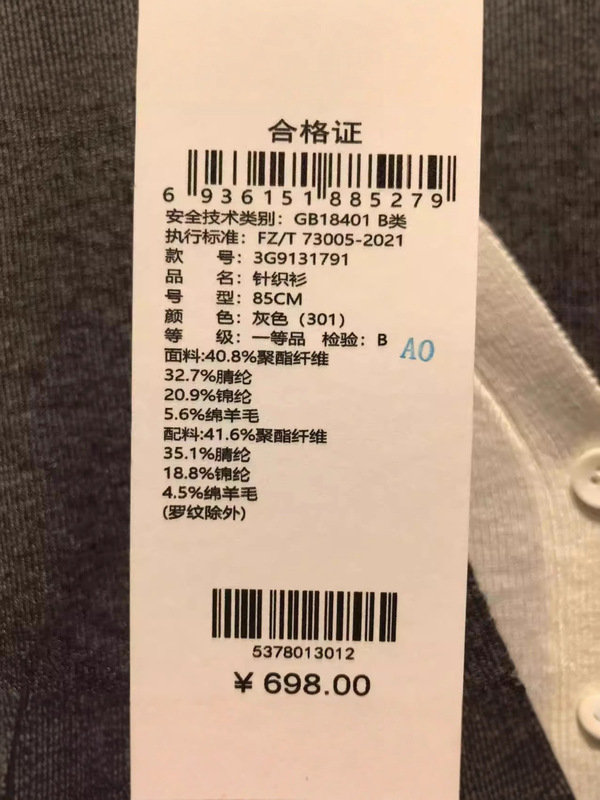 合格证
6 936151 885279
安全技术类别：GB18401 B类
执行标准：FZ/T 73005-2021
款 号：3G9131791
品 名：针织衫
号 型：85CM
颜 色：灰色（301）
等 级：一等品 检验：B AO
面料:40.8%聚酯纤维
32.7%腈纶
20.9%锦纶
5.6%绵羊毛
配料:41.6%聚酯纤维
35.1%腈纶
18.8%锦纶
4.5%绵羊毛
(罗纹除外)
5378013012
¥ 698.00